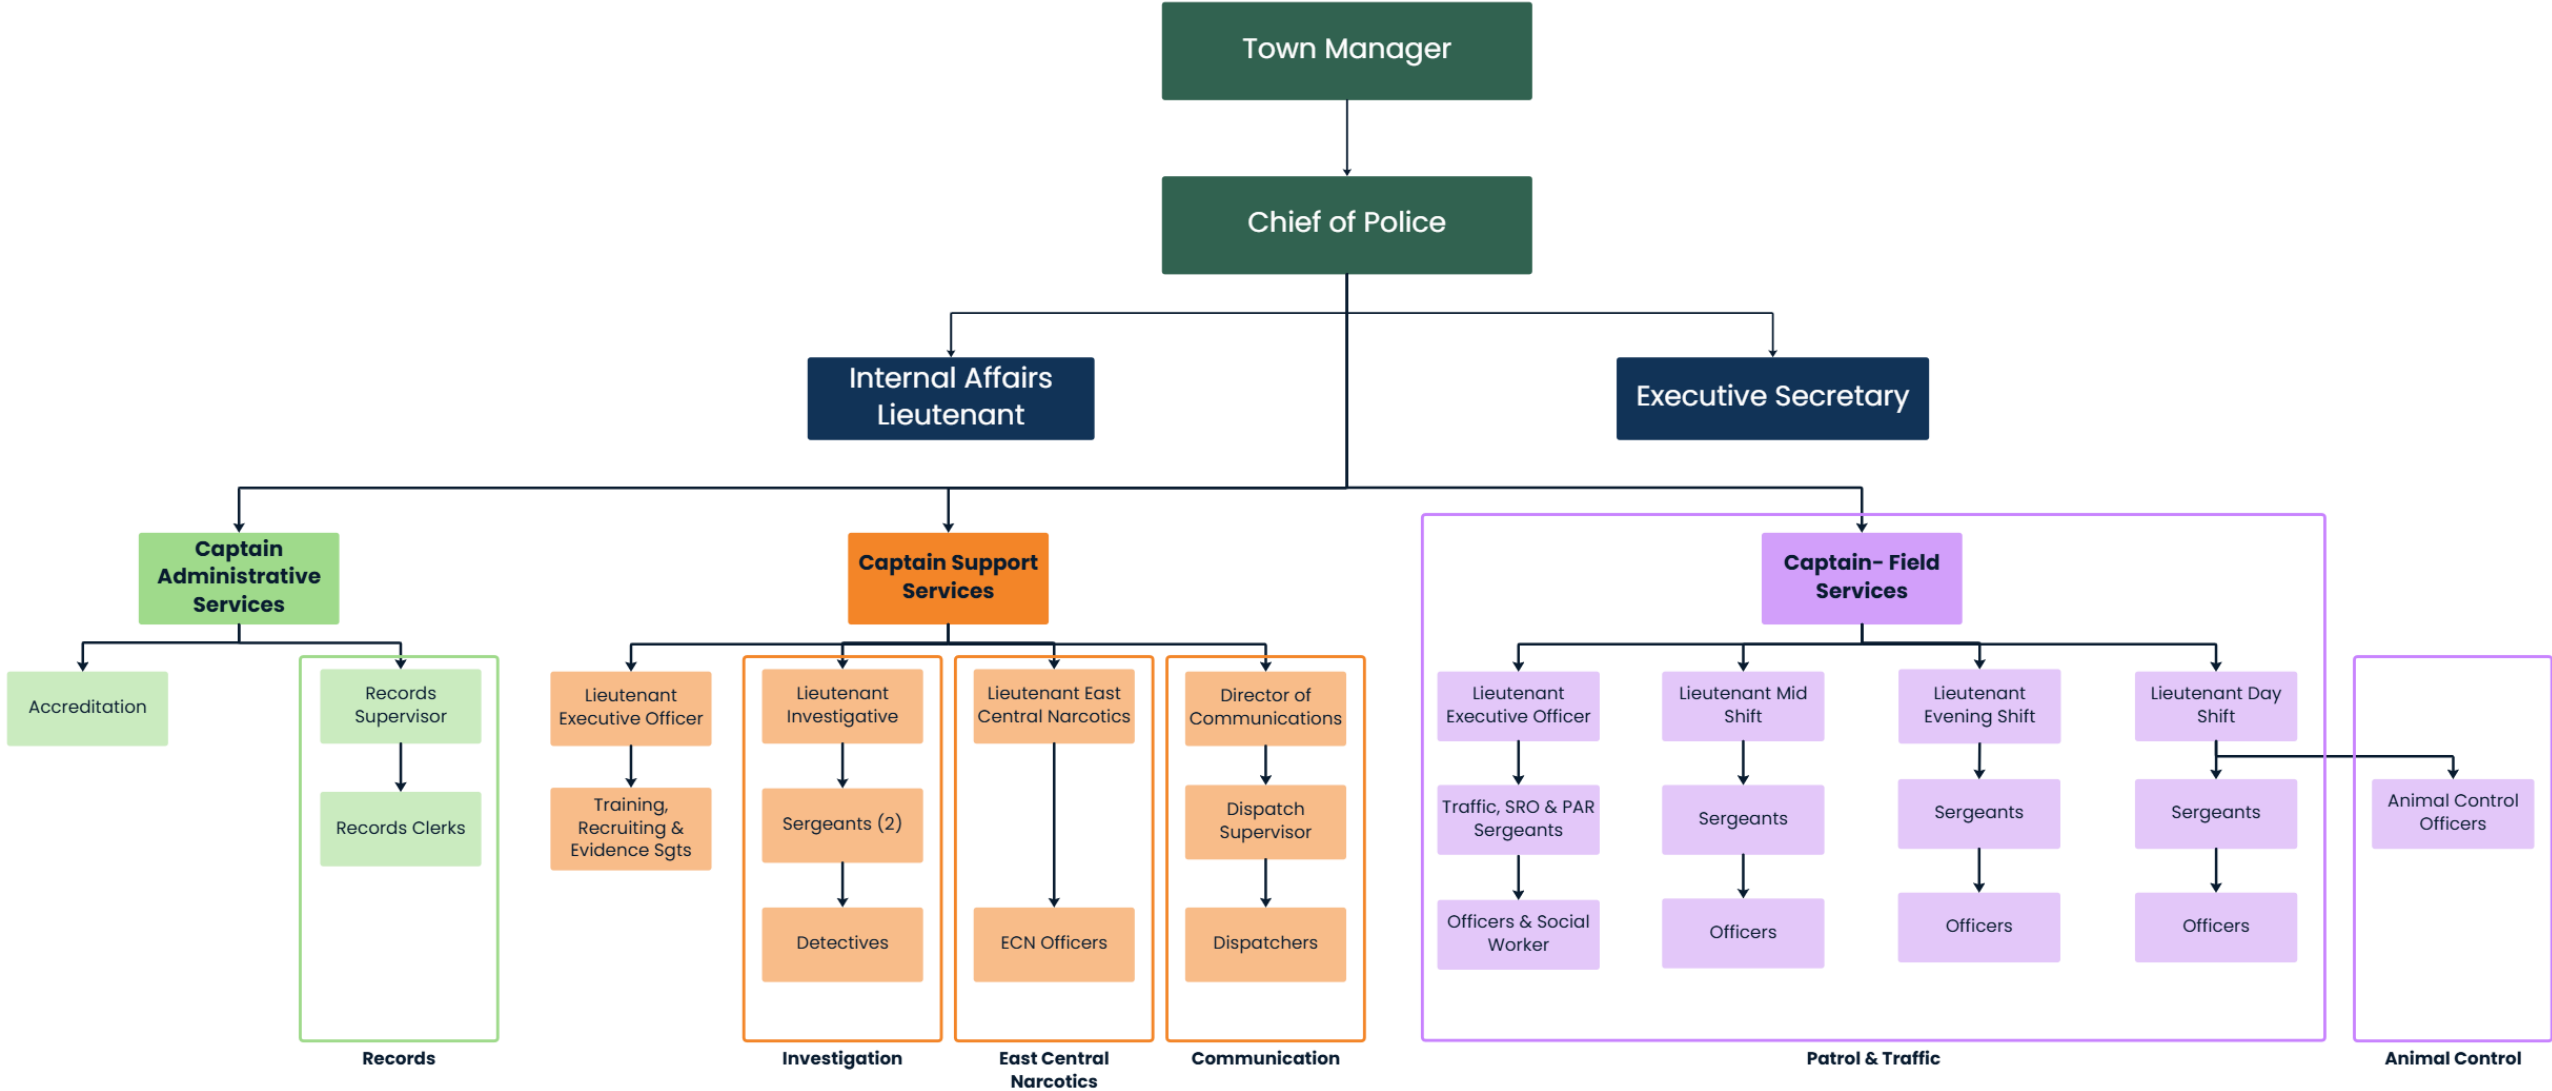 Town Manager
Chief of Police
Internal Affairs
Lieutenant
Executive Secretary
Captain
Administrative
Services
Captain Support
Services
Captain- Field
Services
Accreditation
Records
Supervisor
Lieutenant
Executive Officer
Lieutenant
Investigative
Lieutenant East
Central Narcotics
Director of
Communications
Lieutenant
Executive Officer
Lieutenant Mid
Shift
Lieutenant
Evening Shift
Lieutenant Day
Shift
Records Clerks
Training,
Recruiting &
Evidence Sgts
Sergeants (2)
Dispatch
Supervisor
Traffic, SRO & PAR
Sergeants
Sergeants
Sergeants
Sergeants
Animal Control
Officers
Detectives
ECN Officers
Dispatchers
Officers & Social
Worker
Officers
Officers
Officers
Records
Investigation
East Central
Narcotics
Communication
Patrol & Traffic
Animal Control